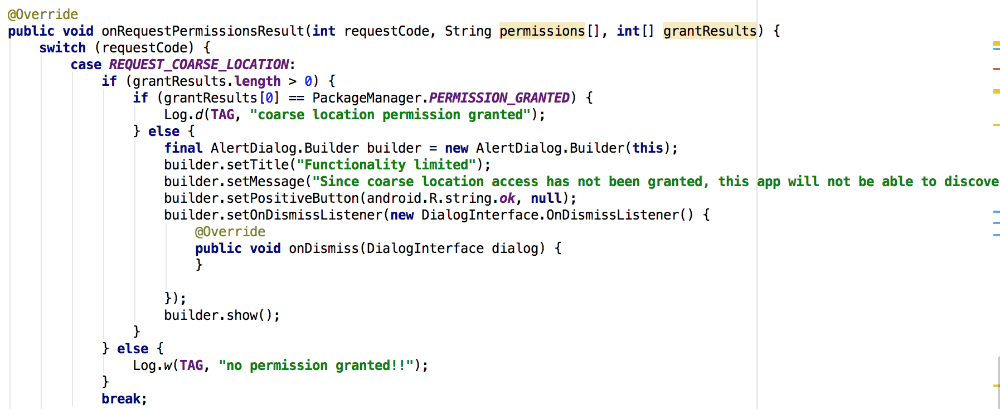 @Override
public void onRequestPermissionsResult(int requestCode, String permissions[], int[] grantResults) {
switch (requestCode) {
case REQUEST_COARSE_LOCATION:
if (grantResults.length > 0) {
if (grantResults[0] == PackageManager.PERMISSION_GRANTED) {
Log.d(TAG, "coarse location permission granted");
} else {
final AlertDialog.Builder builder = new AlertDialog.Builder(this);
builder.setTitle("Functionality limited");
builder.setMessage("Since coarse location access has not been granted, this app will not be able to discove
builder.setPositiveButton(android.R.string.ok, null);
builder.setOnDismissListener(new DialogInterface.OnDismissListener() {
@Override
public void onDismiss(DialogInterface dialog) {
}
});
builder.show();
}
} else {
Log.w(TAG, "no permission granted!!");
}
break;